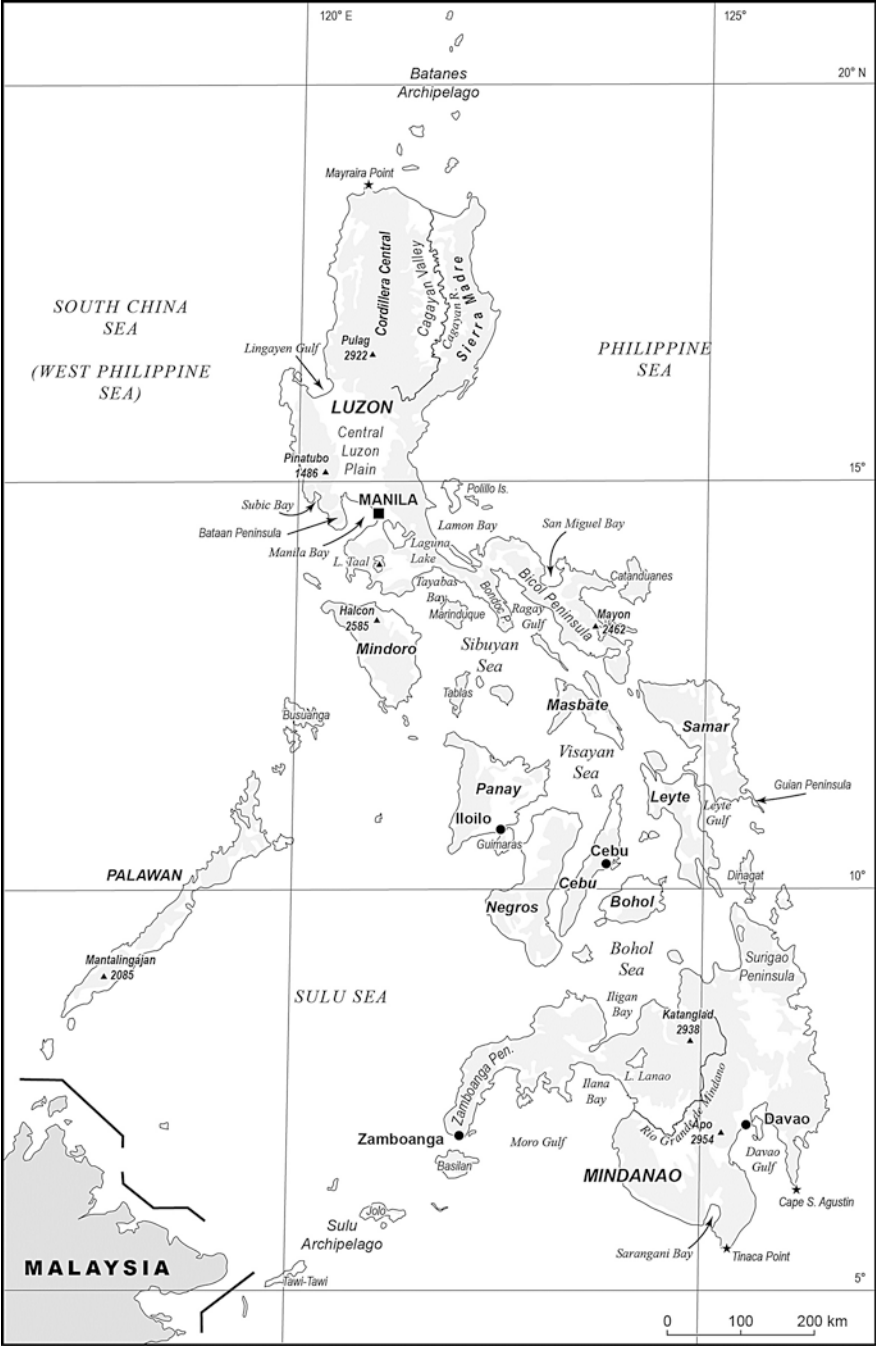 120° E
125°
Batanes
Archipelago
20° N
Mayraira Point
Cordillera Central
Cagayan Valley
Cagayan R.
Sierra Madre
SOUTH CHINA
SEA
(WEST PHILIPPINE
SEA)
Lingayen Gulf
Pulag
2922
PHILIPPINE
SEA
LUZON
Central
Luzon
Plain
Pinatubo
1486
15°
Subic Bay
MANILA
Polillo Is.
Bataan Peninsula
Manila Bay
Lamon Bay
San Miguel Bay
Laguna
Lake
L. Taal
Tayabas
Bay
Bondoc P.
Bicol Peninsula
Catanduanes
Halcon
2585
Marinduque
Ragay
Gulf
Mayon
2462
Mindoro
Sibuyan
Sea
Tablas
Busuanga
Masbate
Samar
Visayan
Sea
Panay
Leyte
Guian Peninsula
Leyte
Gulf
Iloilo
Guimaras
Cebu
PALAWAN
Cebu
Dinagat
10°
Negros
Bohol
Mantalingajan
2085
Bohol
Sea
Surigao
Peninsula
SULU SEA
Iligan
Bay
Katanglad
2938
Zamboanga Pen.
L. Lanao
Ilana
Bay
Rio Grande de Mindano
Apo
2954
Davao
Zamboanga
Moro Gulf
Davao
Gulf
Basilan
MINDANAO
Cape S. Agustin
Jolo
Sulu
Archipelago
Sarangani Bay
Tinaca Point
MALAYSIA
Tawi-Tawi
5°
0 100 200 km